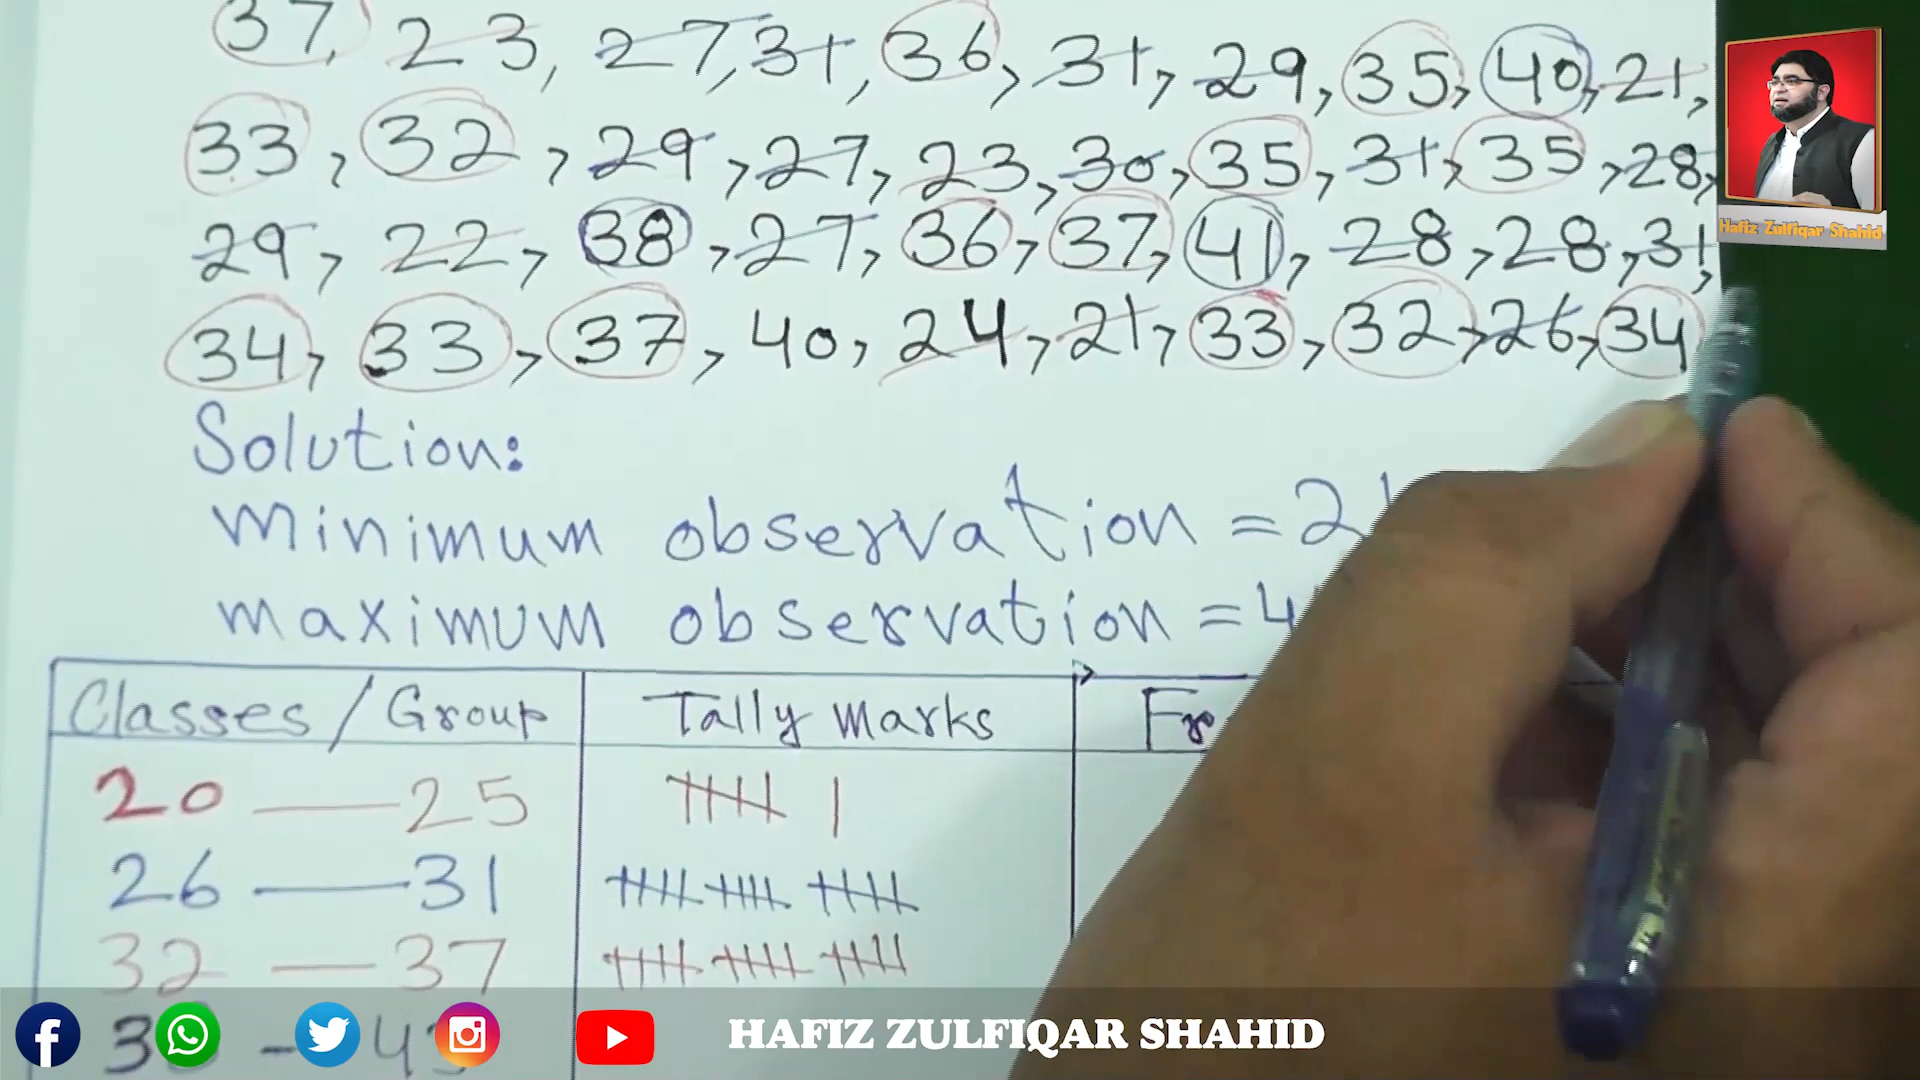 37, 23, 27, 31, 36, 31, 29, 35, 40, 21,
33, 32, 29, 27, 23, 30, 35, 31, 35, 28,
29, 22, 38, 27, 36, 37, 41, 28, 28, 31,
34, 33, 37, 40, 24, 21, 33, 32, 26, 34
Hafiz Zulfiqar Shahid
Solution:
minimum observation = 21
maximum observation = 4
Classes / Group Tally marks Fr
20 — 25
26 — 31
32 — 37
HAFIZ ZULFIQAR SHAHID